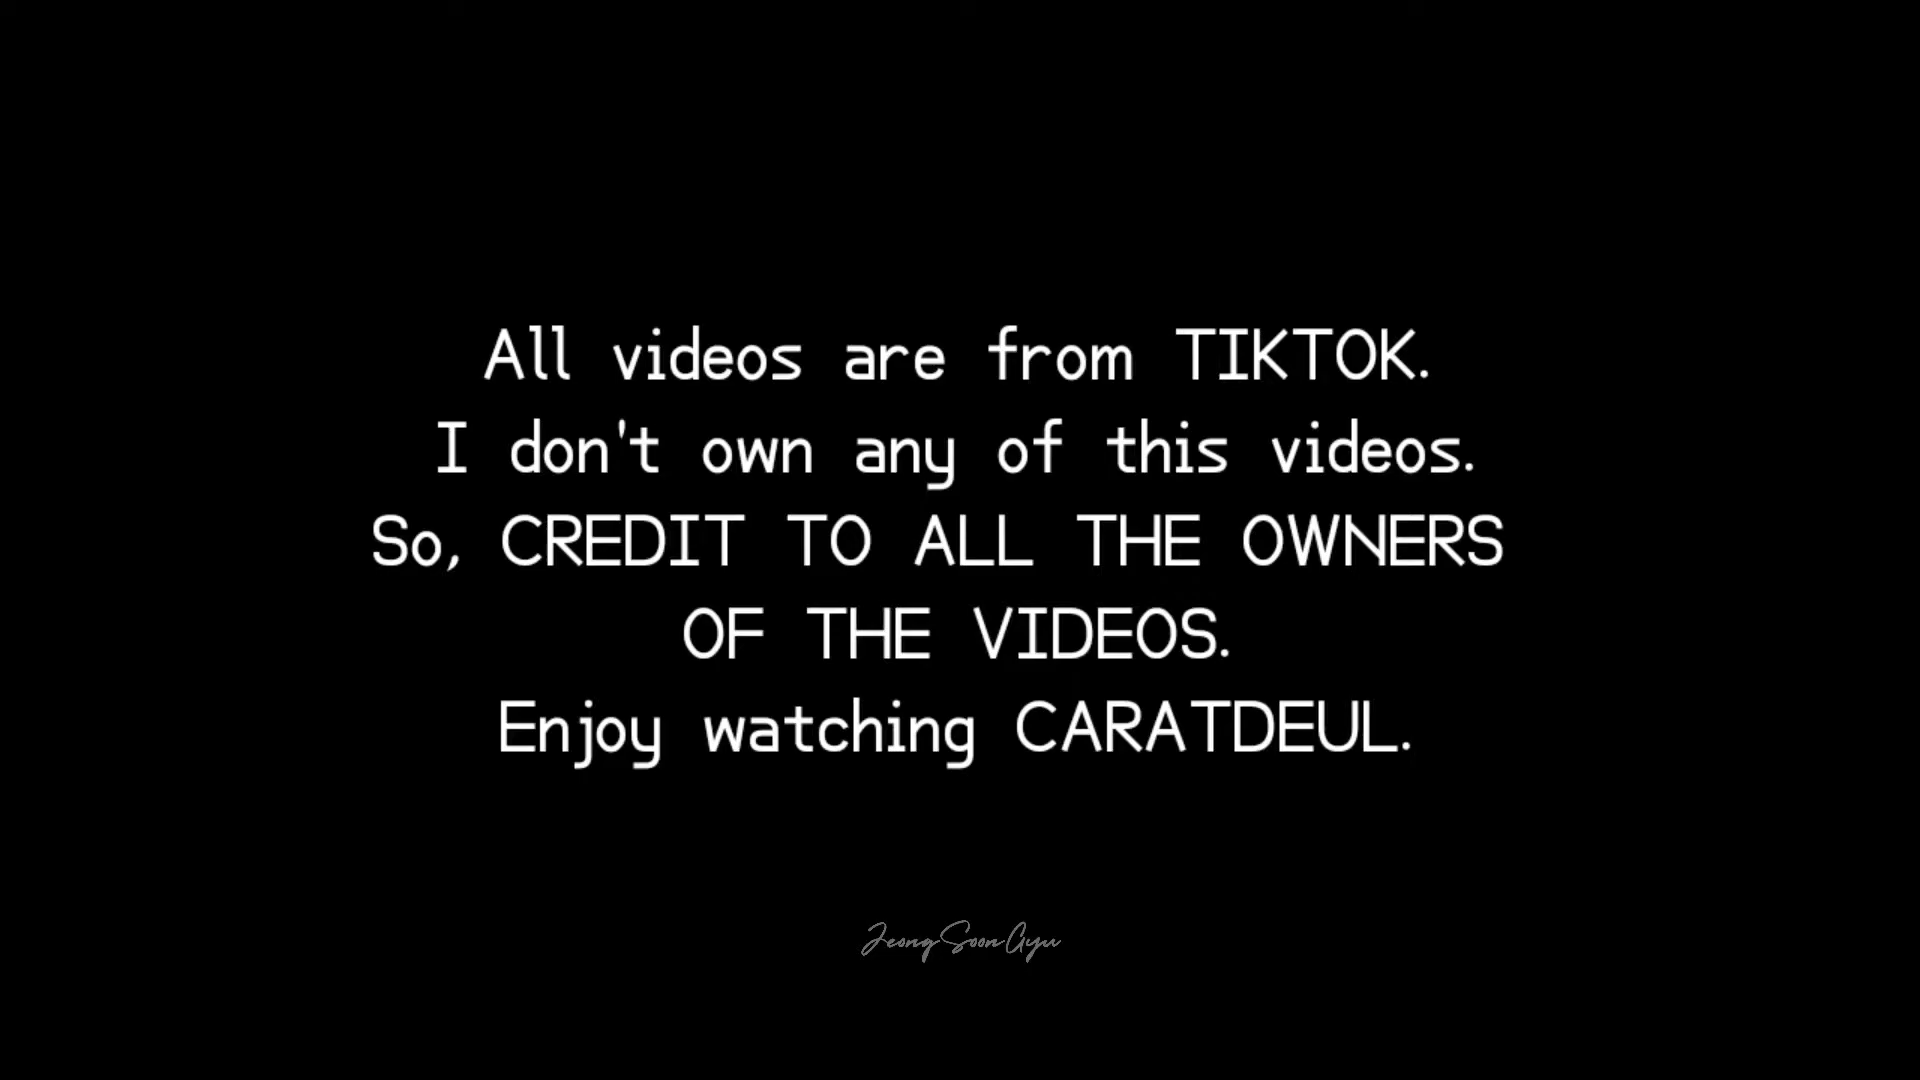 All videos are from TIKTOK.
I don't own any of this videos.
So, CREDIT TO ALL THE OWNERS
OF THE VIDEOS.
Enjoy watching CARATDEUL.
JeongSoonAyu